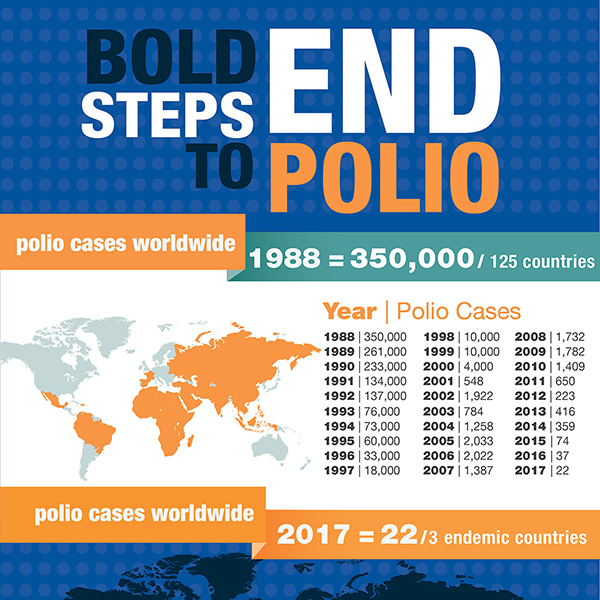 BOLD
STEPS
TO
END
POLIO
polio cases worldwide
1988 = 350,000 / 125 countries
Year | Polio Cases
1988 | 350,000
1989 | 261,000
1990 | 233,000
1991 | 134,000
1992 | 137,000
1993 | 76,000
1994 | 73,000
1995 | 60,000
1996 | 33,000
1997 | 18,000
1998 | 10,000
1999 | 10,000
2000 | 4,000
2001 | 548
2002 | 1,922
2003 | 784
2004 | 1,258
2005 | 2,033
2006 | 2,022
2007 | 1,387
2008 | 1,732
2009 | 1,782
2010 | 1,409
2011 | 650
2012 | 223
2013 | 416
2014 | 359
2015 | 74
2016 | 37
2017 | 22
polio cases worldwide
2017 = 22 /3 endemic countries